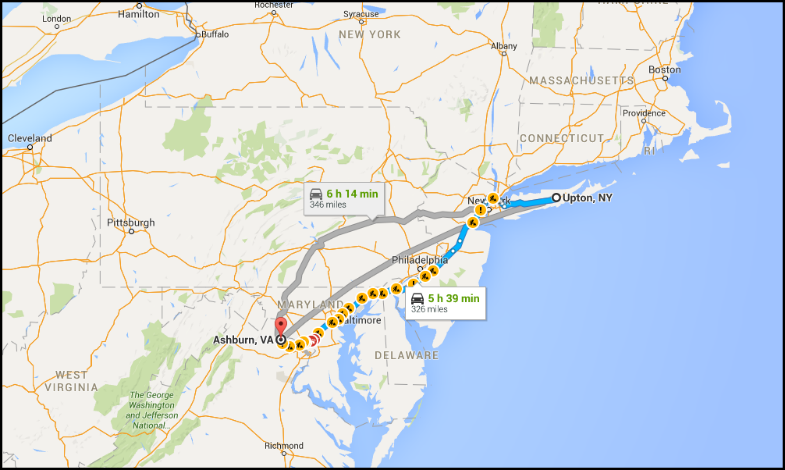 London
Hamilton
Rochester
Syracuse
Buffalo
NEW YORK
Albany
MASSACHUSETTS
Boston
Providence
CONNECTICUT
RI
Cleveland
6 h 14 min
346 miles
New York
Upton, NY
Pittsburgh
Philadelphia
5 h 39 min
326 miles
MARYLAND
Baltimore
Ashburn, VA
DELAWARE
WEST
VIRGINIA
The George
Washington
and Jefferson
National...
Richmond